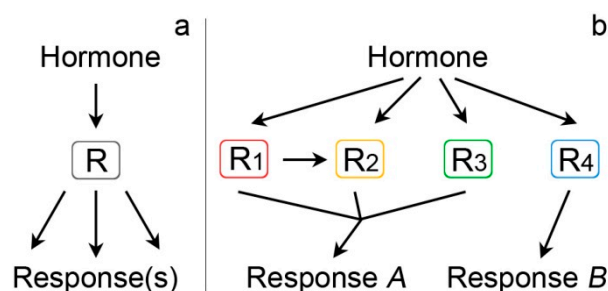 a
Hormone
R
Response(s)
b
Hormone
R1 R2 R3 R4
Response A Response B